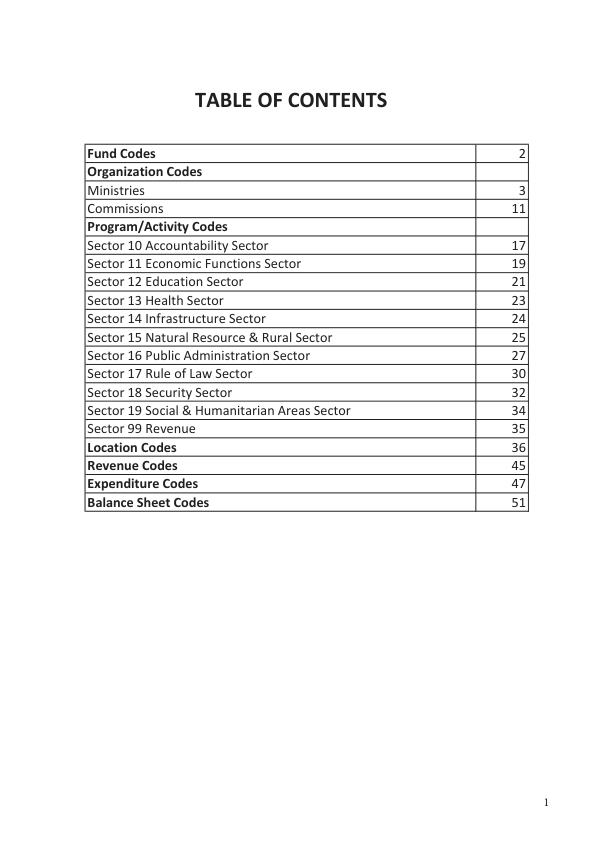 TABLE OF CONTENTS
Fund Codes 2
Organization Codes
Ministries 3
Commissions 11
Program/Activity Codes
Sector 10 Accountability Sector 17
Sector 11 Economic Functions Sector 19
Sector 12 Education Sector 21
Sector 13 Health Sector 23
Sector 14 Infrastructure Sector 24
Sector 15 Natural Resource & Rural Sector 25
Sector 16 Public Administration Sector 27
Sector 17 Rule of Law Sector 30
Sector 18 Security Sector 32
Sector 19 Social & Humanitarian Areas Sector 34
Sector 99 Revenue 35
Location Codes 36
Revenue Codes 45
Expenditure Codes 47
Balance Sheet Codes 51
1